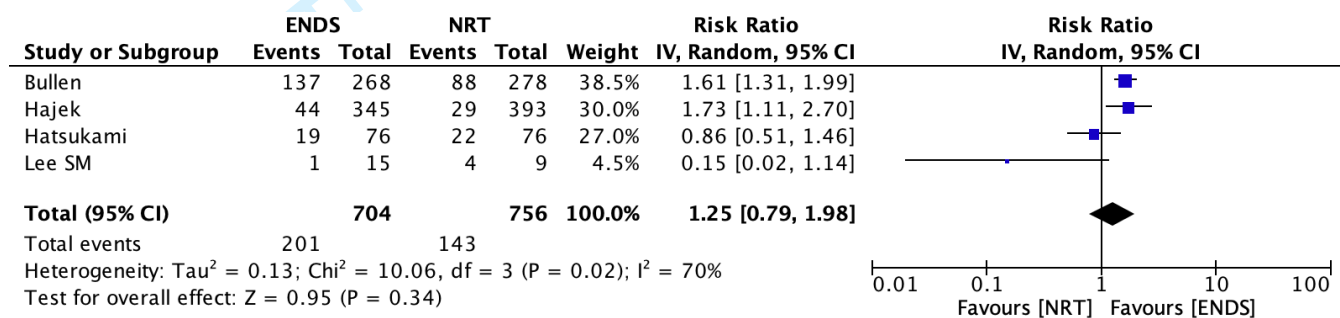 ENDS NRT Risk Ratio Risk Ratio
Study or Subgroup Events Total Events Total Weight IV, Random, 95% CI IV, Random, 95% CI
Bullen 137 268 88 278 38.5% 1.61 [1.31, 1.99]
Hajek 44 345 29 393 30.0% 1.73 [1.11, 2.70]
Hatsukami 19 76 22 76 27.0% 0.86 [0.51, 1.46]
Lee SM 1 15 4 9 4.5% 0.15 [0.02, 1.14]
Total (95% CI) 704 756 100.0% 1.25 [0.79, 1.98]
Total events 201 143
Heterogeneity: Tau² = 0.13; Chi² = 10.06, df = 3 (P = 0.02); I² = 70%
Test for overall effect: Z = 0.95 (P = 0.34)
0.01 0.1 1 10 100
Favours [NRT] Favours [ENDS]